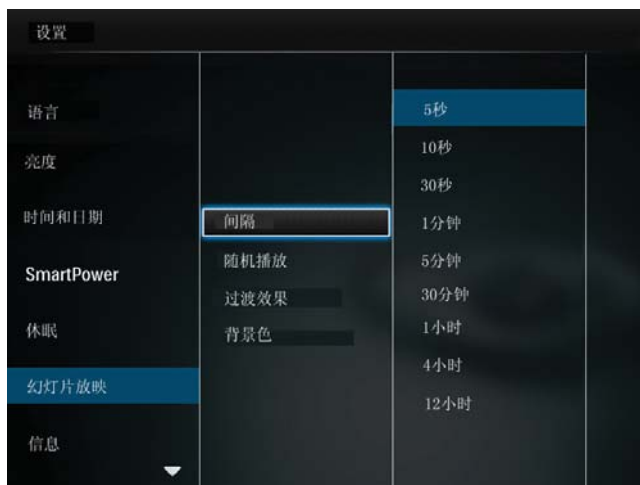 设置
语言
亮度
时间和日期
SmartPower
休眠
幻灯片放映
信息
间隔
随机播放
过渡效果
背景色
5秒
10秒
30秒
1分钟
5分钟
30分钟
1小时
4小时
12小时